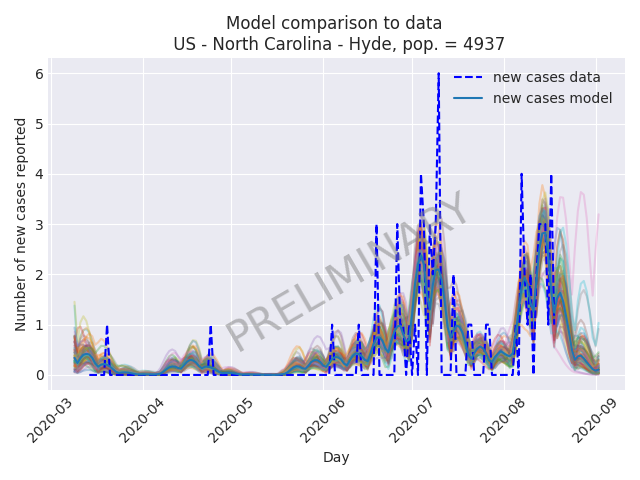 Model comparison to data
US - North Carolina - Hyde, pop. = 4937
Number of new cases reported
6
5
4
3
2
1
0
new cases data
new cases model
PRELIMINARY
2020-03
2020-04
2020-05
2020-06
2020-07
2020-08
2020-09
Day